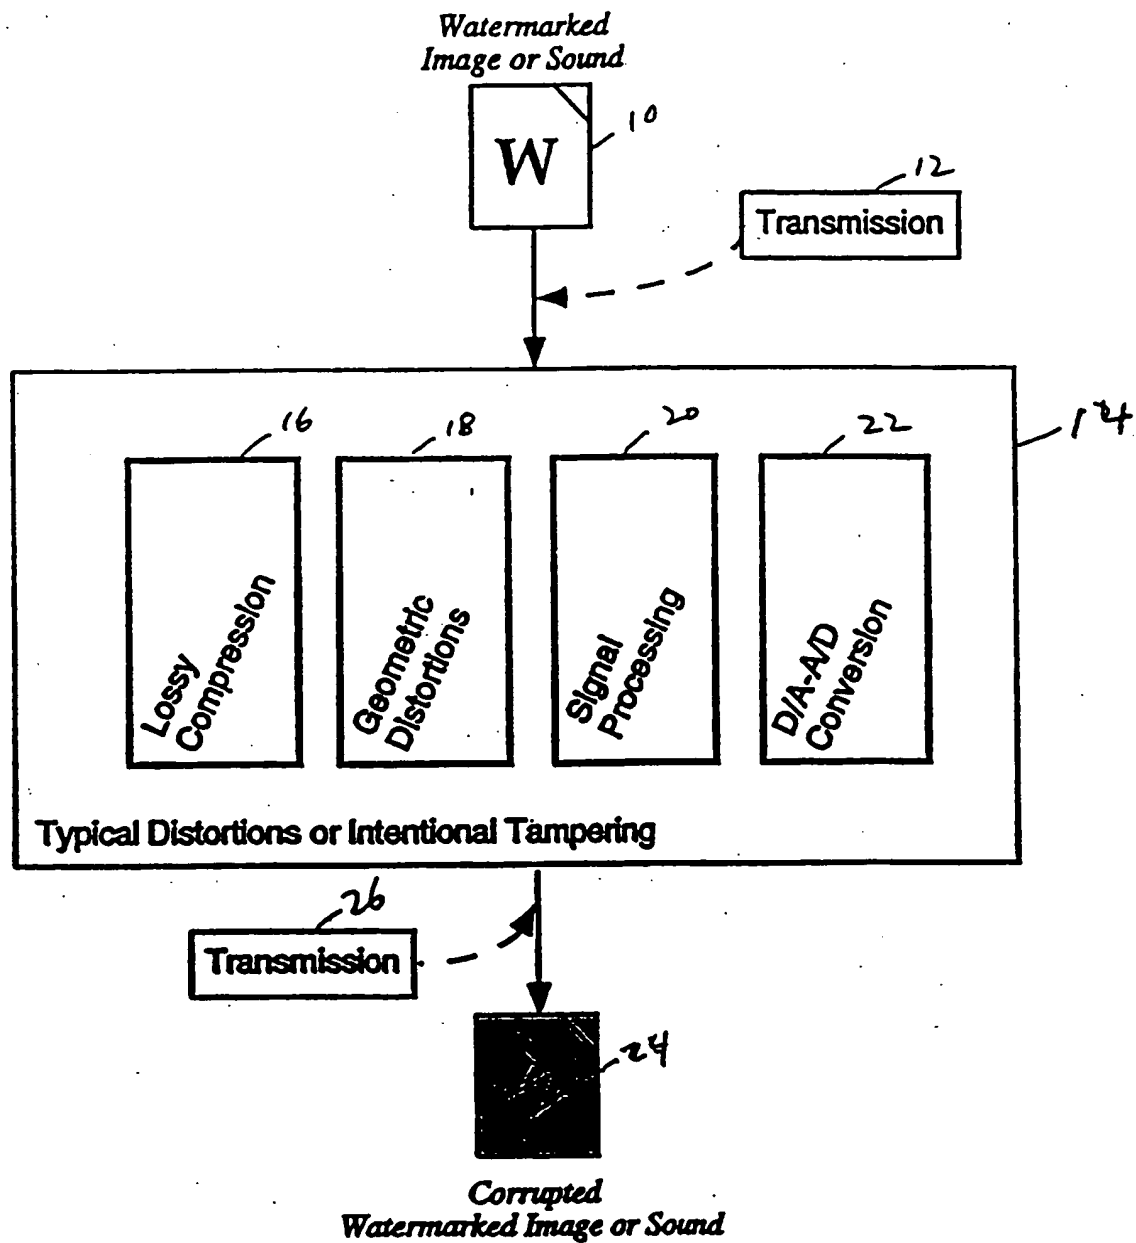 Watermarked
Image or Sound
W
10
12
Transmission
14
16
18
20
22
Lossy
Compression
Geometric
Distortions
Signal
Processing
D/A-A/D
Conversion
Typical Distortions or Intentional Tampering
26
Transmission
24
Corrupted
Watermarked Image or Sound